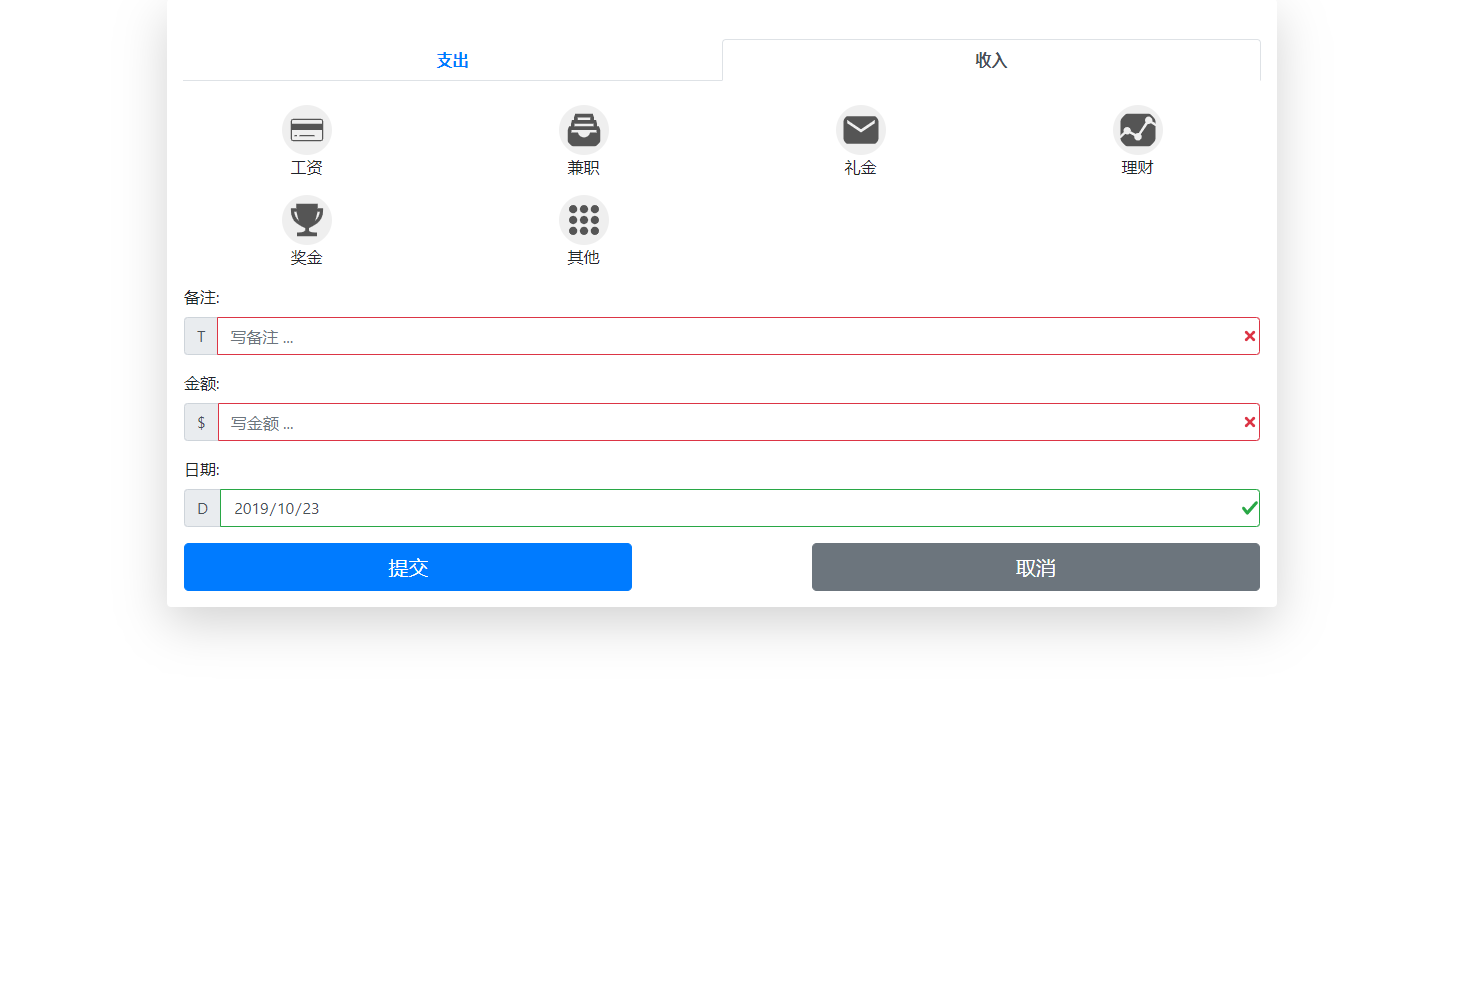 支出 收入
工资 兼职 礼金 理财
奖金 其他
备注:
T 写备注 ...
金额:
$ 写金额 ...
日期:
D 2019/10/23
提交 取消